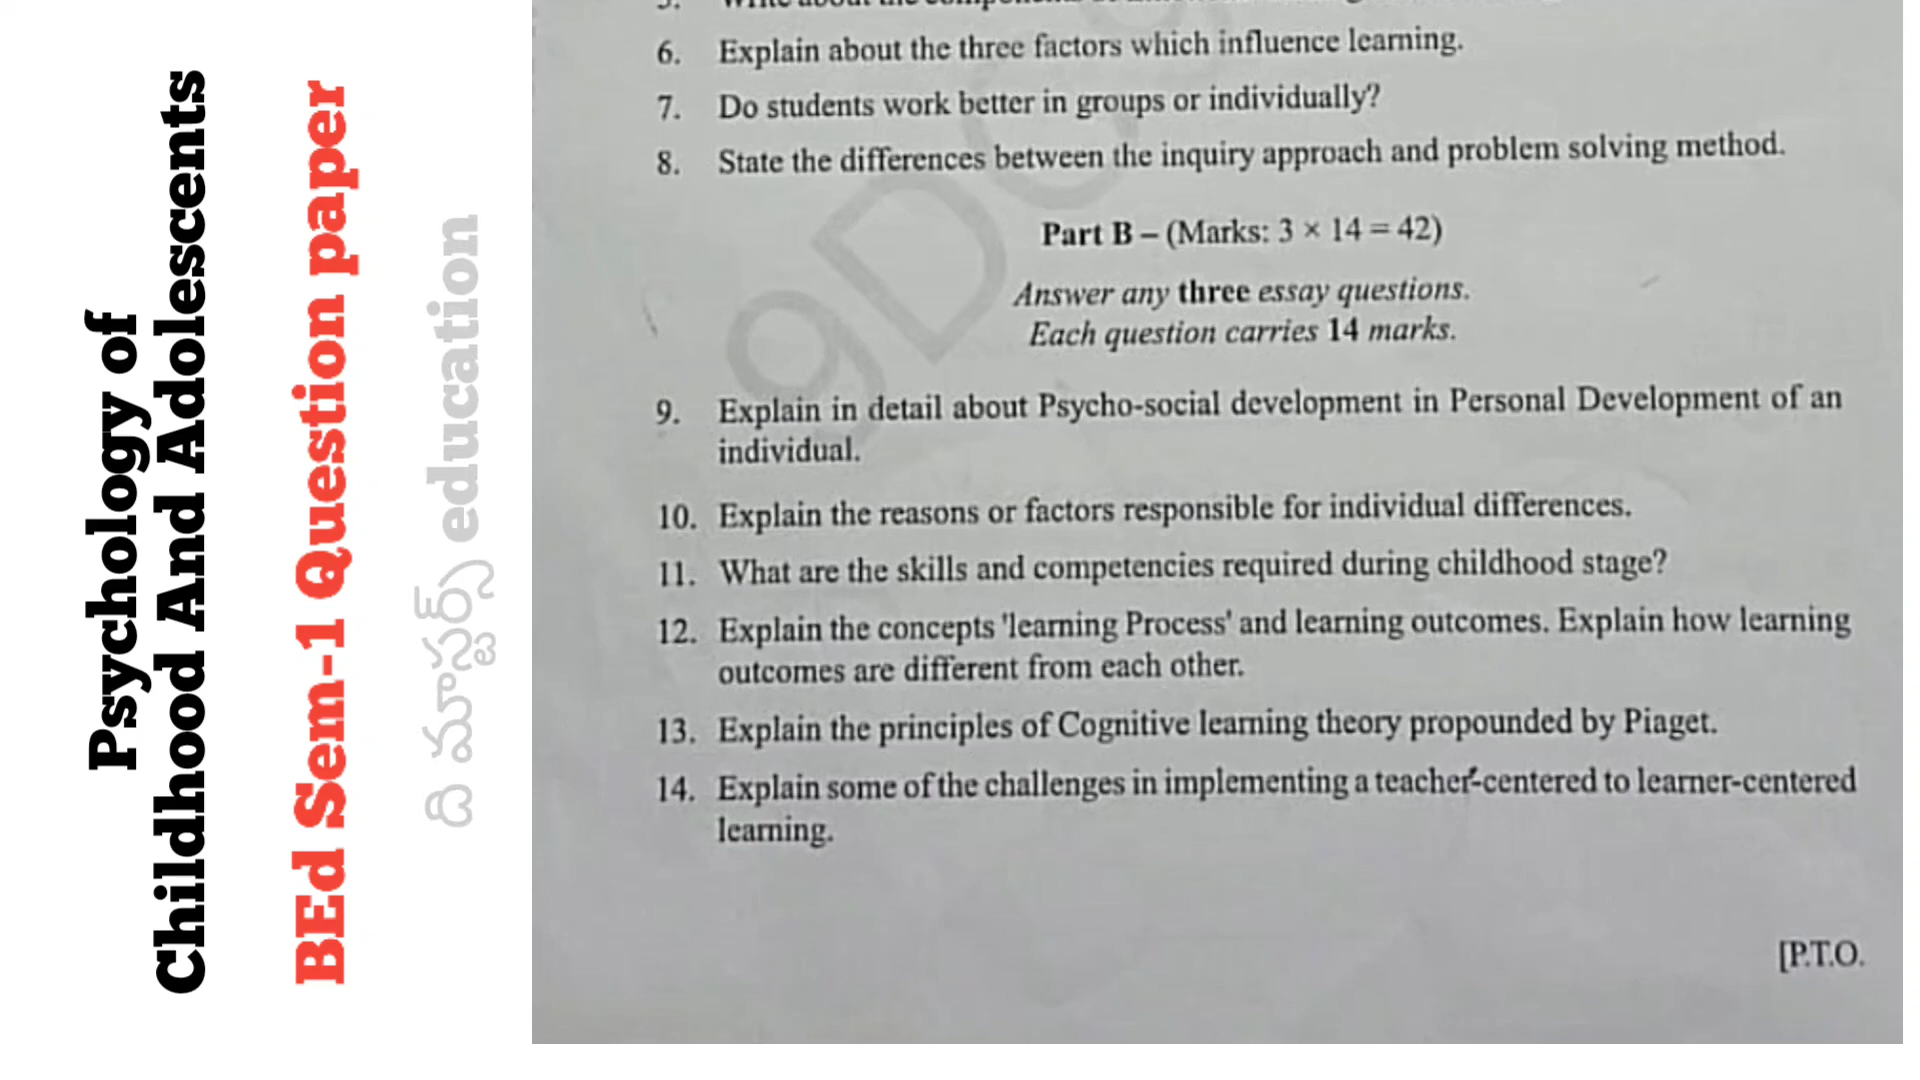 Psychology of
Childhood And Adolescents
BEd Sem-1 Question paper
ది మాస్టర్స్ education
6. Explain about the three factors which influence learning.
7. Do students work better in groups or individually?
8. State the differences between the inquiry approach and problem solving method.
Part B – (Marks: 3 × 14 = 42)
Answer any three essay questions.
Each question carries 14 marks.
9. Explain in detail about Psycho-social development in Personal Development of an
individual.
10. Explain the reasons or factors responsible for individual differences.
11. What are the skills and competencies required during childhood stage?
12. Explain the concepts 'learning Process' and learning outcomes. Explain how learning
outcomes are different from each other.
13. Explain the principles of Cognitive learning theory propounded by Piaget.
14. Explain some of the challenges in implementing a teacher-centered to learner-centered
learning.
[P.T.O.